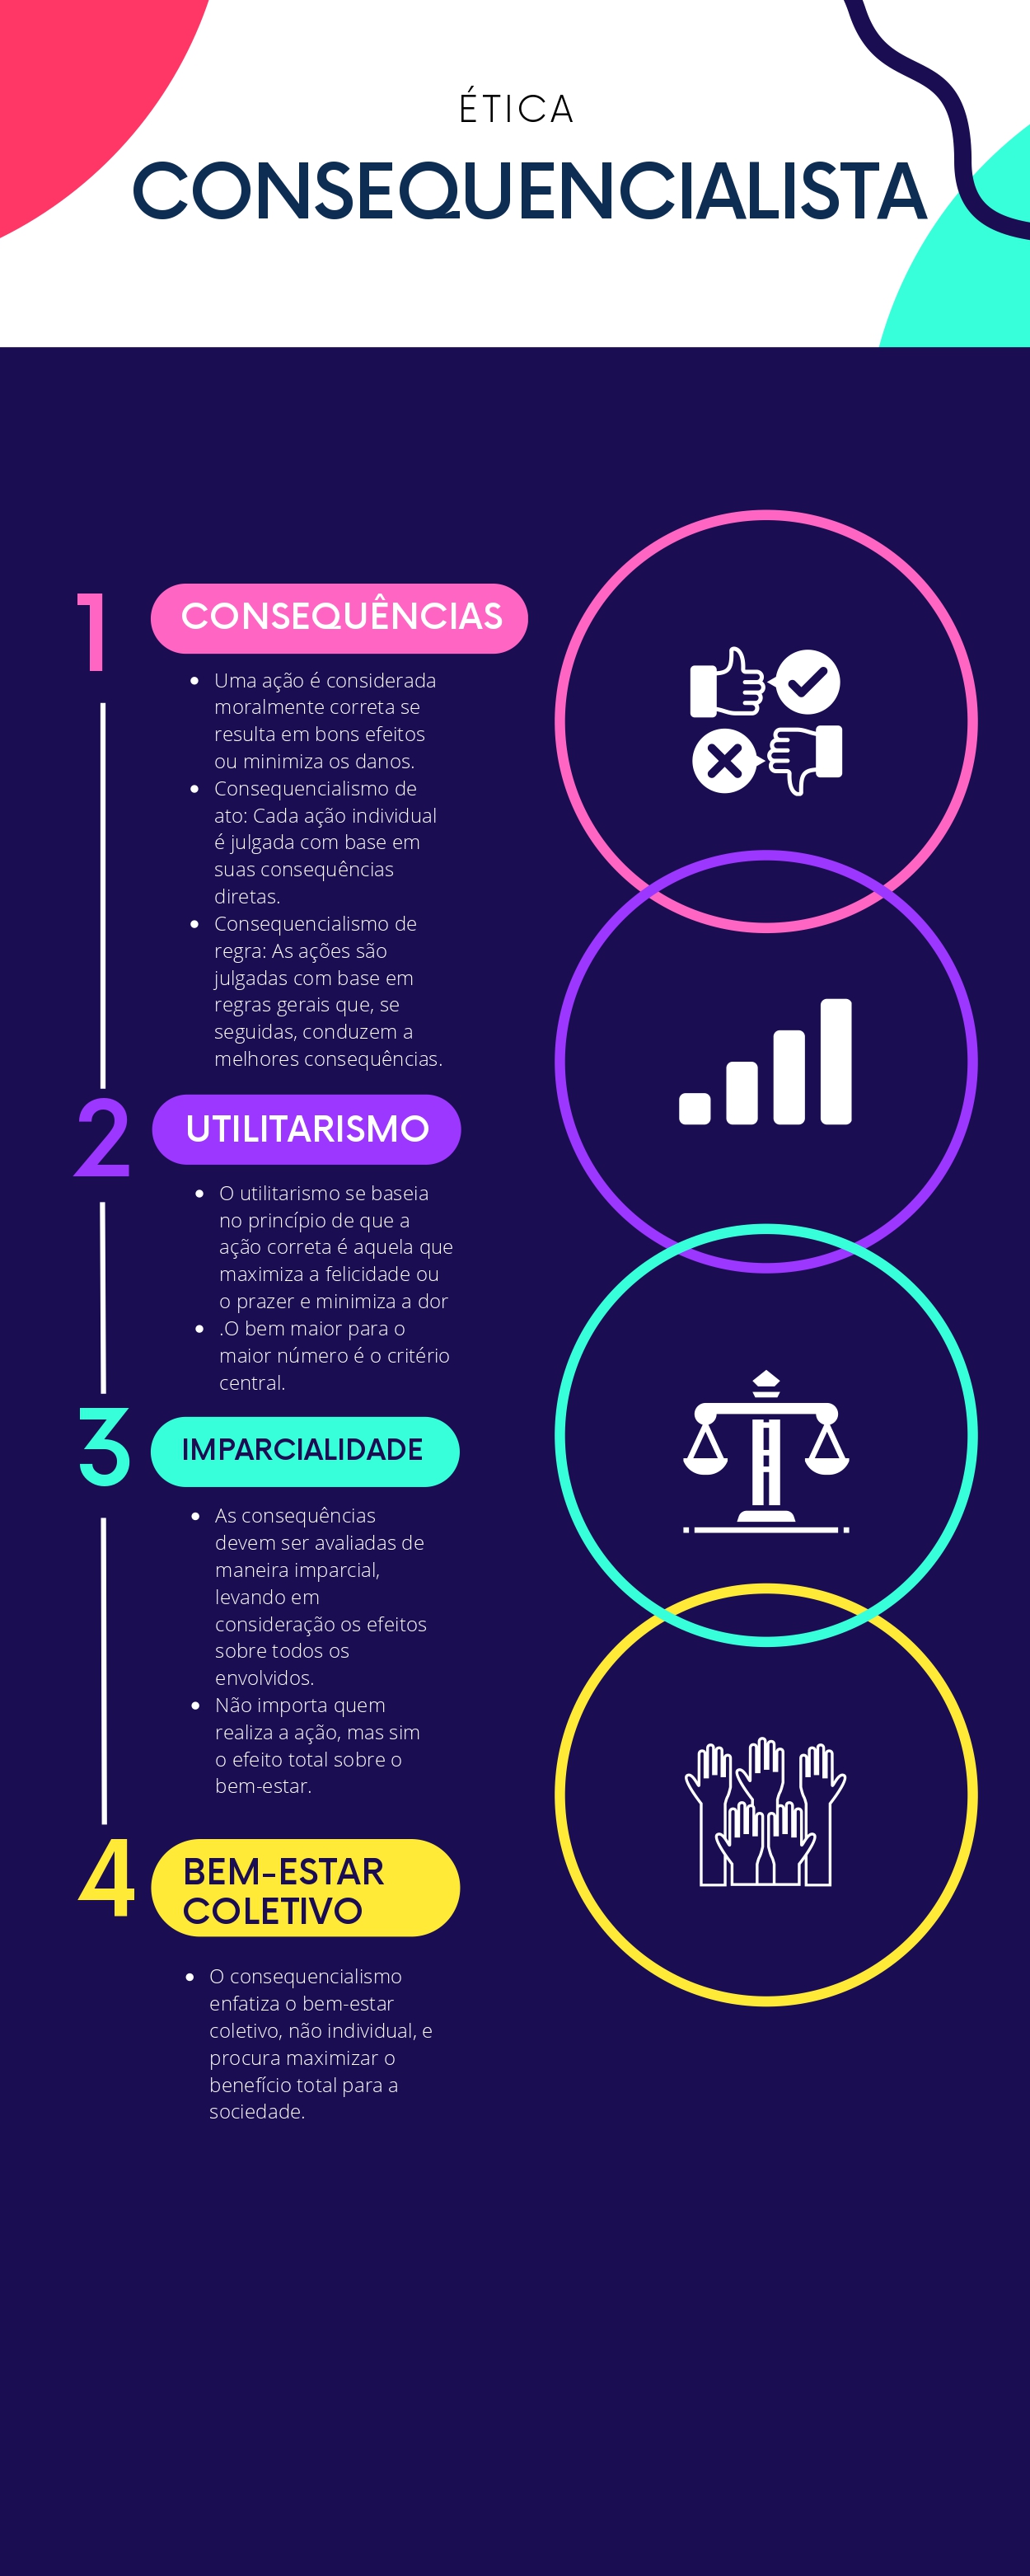 ÉTICA
CONSEQUENCIALISTA
1
CONSEQUÊNCIAS
• Uma ação é considerada
moralmente correta se
resulta em bons efeitos
ou minimiza os danos.
• Consequencialismo de
ato: Cada ação individual
é julgada com base em
suas consequências
diretas.
• Consequencialismo de
regra: As ações são
julgadas com base em
regras gerais que, se
seguidas, conduzem a
melhores consequências.
2
UTILITARISMO
• O utilitarismo se baseia
no princípio de que a
ação correta é aquela que
maximiza a felicidade ou
o prazer e minimiza a dor
• .O bem maior para o
maior número é o critério
central.
3
IMPARCIALIDADE
• As consequências
devem ser avaliadas de
maneira imparcial,
levando em
consideração os efeitos
sobre todos os
envolvidos.
• Não importa quem
realiza a ação, mas sim
o efeito total sobre o
bem-estar.
4
BEM-ESTAR
COLETIVO
• O consequencialismo
enfatiza o bem-estar
coletivo, não individual, e
procura maximizar o
benefício total para a
sociedade.